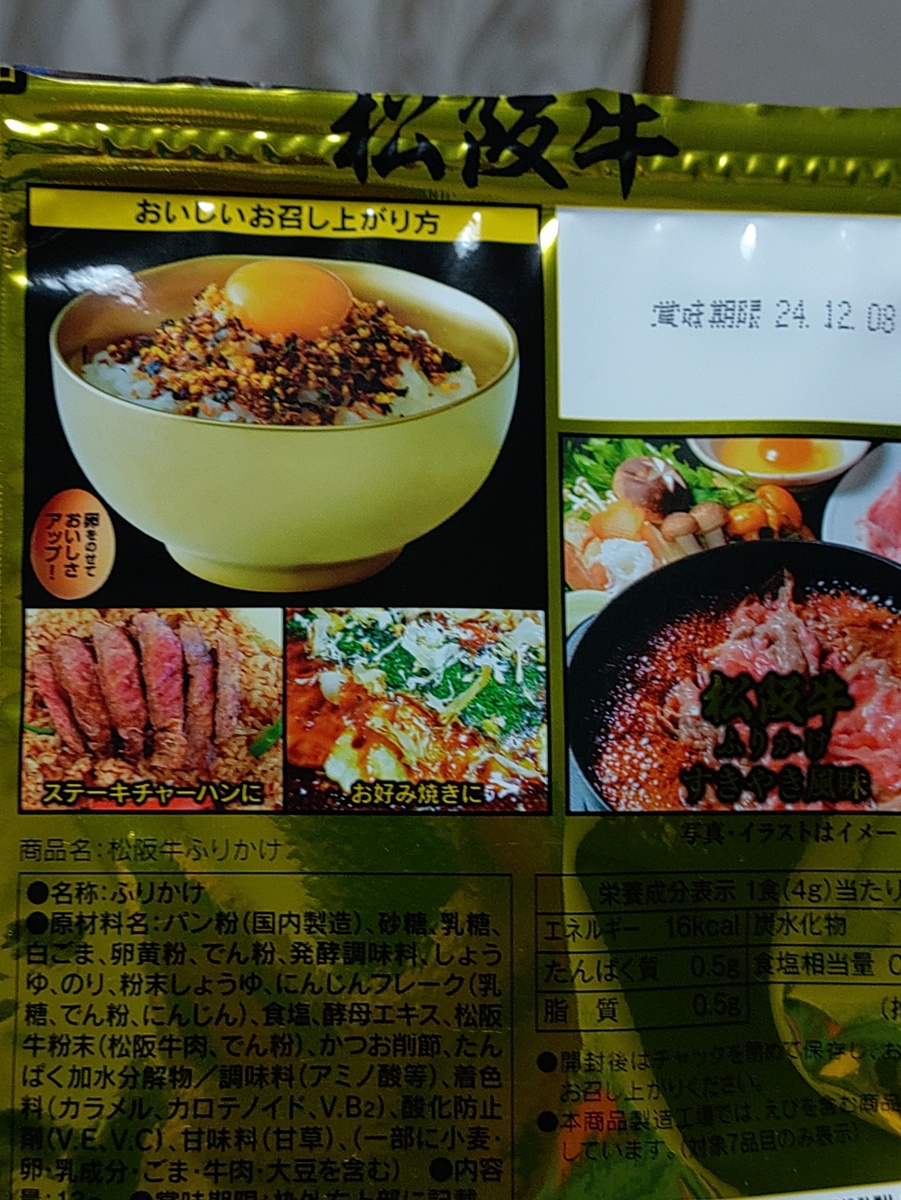 松阪牛
おいしいお召し上がり方
賞味期限 24. 12. 08
卵をのせて
おいしさ
アップ!
松阪牛
ふりかけ
すきやき風味
ステーキチャーハンに
お好み焼きに
写真・イラストはイメー
商品名:松阪牛ふりかけ
●名称:ふりかけ
●原材料名:パン粉(国内製造)、砂糖、乳糖、
白ごま、卵黄粉、でん粉、発酵調味料、しょう
ゆ、のり、粉末しょうゆ、にんじんフレーク(乳
糖、でん粉、にんじん)、食塩、酵母エキス、松阪
牛粉末(松阪牛肉、でん粉)、かつお削節、たん
ぱく加水分解物/調味料(アミノ酸等)、着色
料(カラメル、カロテノイド、V.B2)、酸化防止
剤(V.E、V.C)、甘味料(甘草)、(一部に小麦・
卵・乳成分・ごま・牛肉・大豆を含む) ●内容
栄養成分表示 1食(4g)当たり
エネルギー 16kcal 炭水化物
たんぱく質 0.5g 食塩相当量 0
脂質 0.5g
●開封後はチャックを閉めて保存し、お
お召し上がりください。
●本商品製造工場では、えびを含む商品
しています。(対象7品目のみ表示)